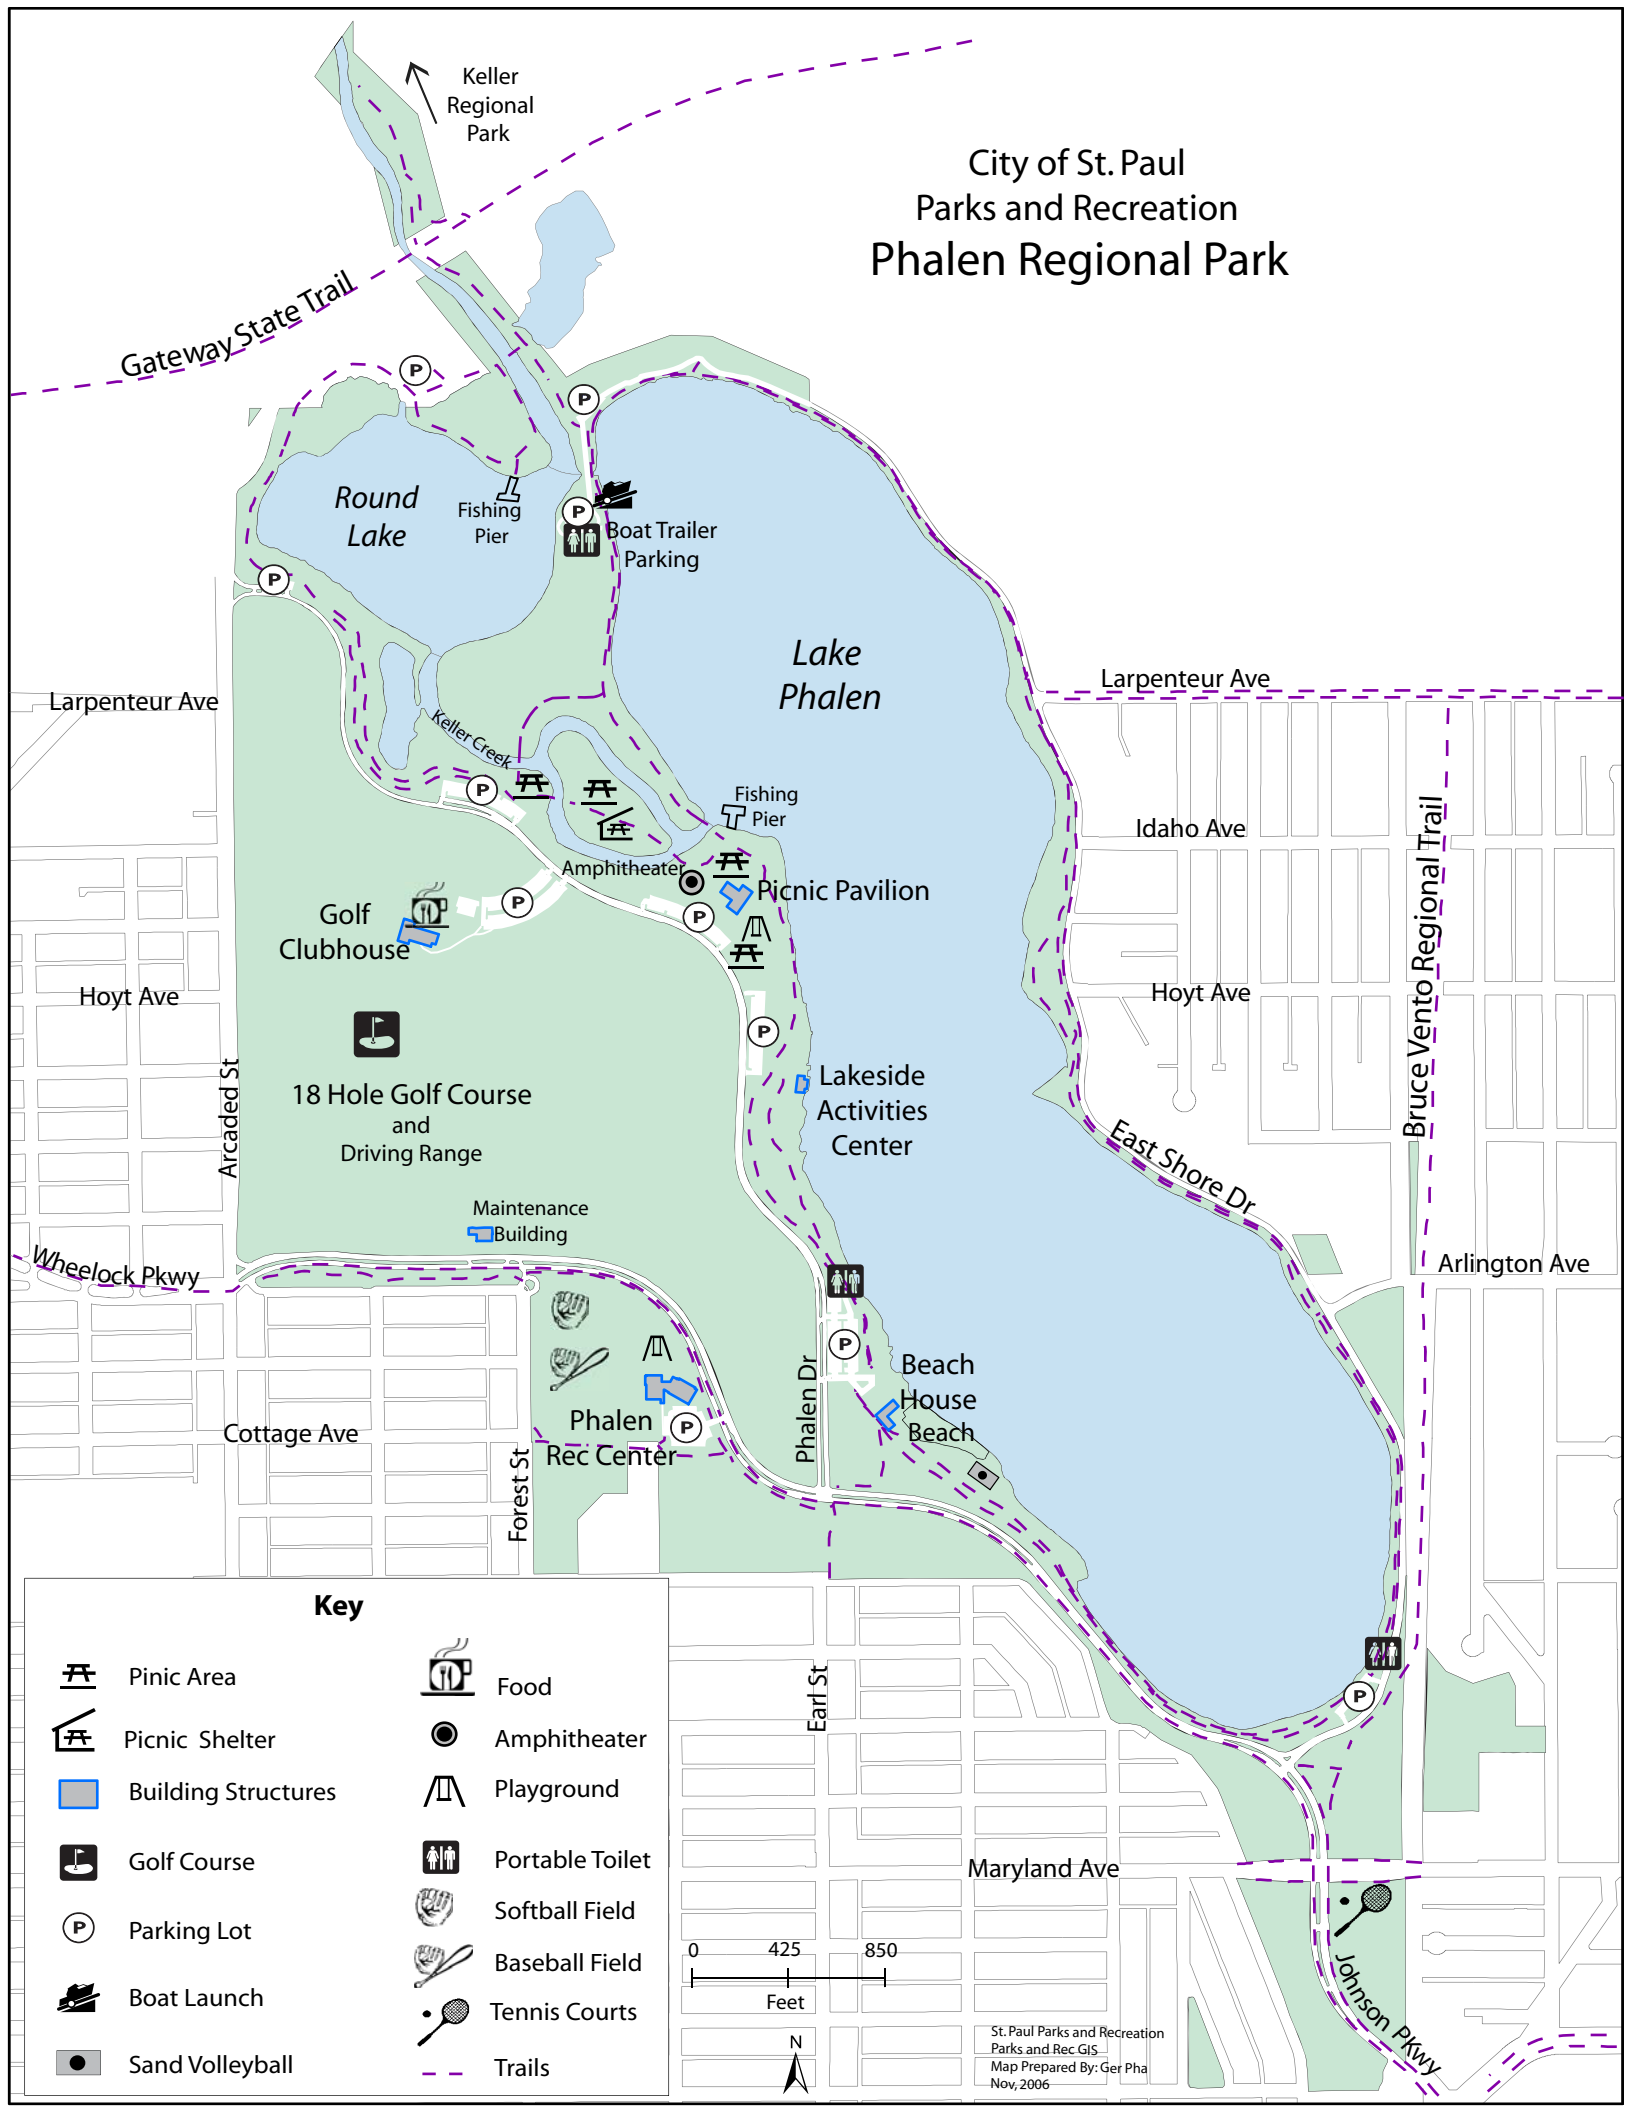 Keller
Regional
Park
City of St. Paul
Parks and Recreation
Phalen Regional Park
Gateway State Trail
P
P
Round
Lake
Fishing
Pier
P
Boat Trailer
Parking
P
Lake
Phalen
Larpenteur Ave
Larpenteur Ave
Keller Creek
P
Fishing
Pier
Idaho Ave
Bruce Vento Regional Trail
Amphitheater
Picnic Pavilion
P
P
Golf
Clubhouse
Hoyt Ave
Hoyt Ave
P
Arcaded St
18 Hole Golf Course
and
Driving Range
Lakeside
Activities
Center
East Shore Dr
Maintenance
Building
Wheelock Pkwy
Arlington Ave
P
Phalen Dr
Beach
House
Beach
Phalen
Rec Center
P
Cottage Ave
Forest St
Earl St
P
Maryland Ave
Johnson Pkwy
Key
Pinic Area
Picnic Shelter
Building Structures
Golf Course
P
Parking Lot
Boat Launch
Sand Volleyball
Food
Amphitheater
Playground
Portable Toilet
Softball Field
Baseball Field
Tennis Courts
Trails
0 425 850
Feet
N
St. Paul Parks and Recreation
Parks and Rec GIS
Map Prepared By: Ger Pha
Nov, 2006